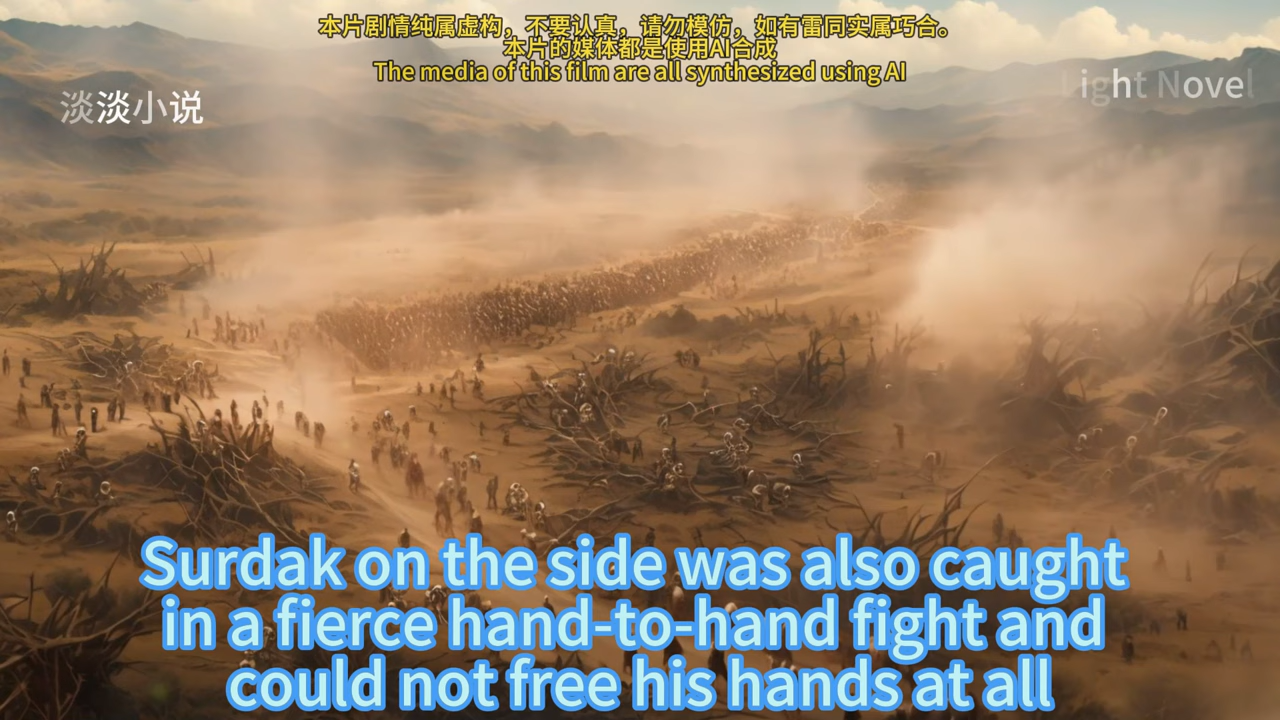 本片剧情纯属虚构，不要认真，请勿模仿，如有雷同实属巧合。
本片的媒体都是使用AI合成
The media of this film are all synthesized using AI
淡淡小说
Light Novel
Surdak on the side was also caught
in a fierce hand-to-hand fight and
could not free his hands at all